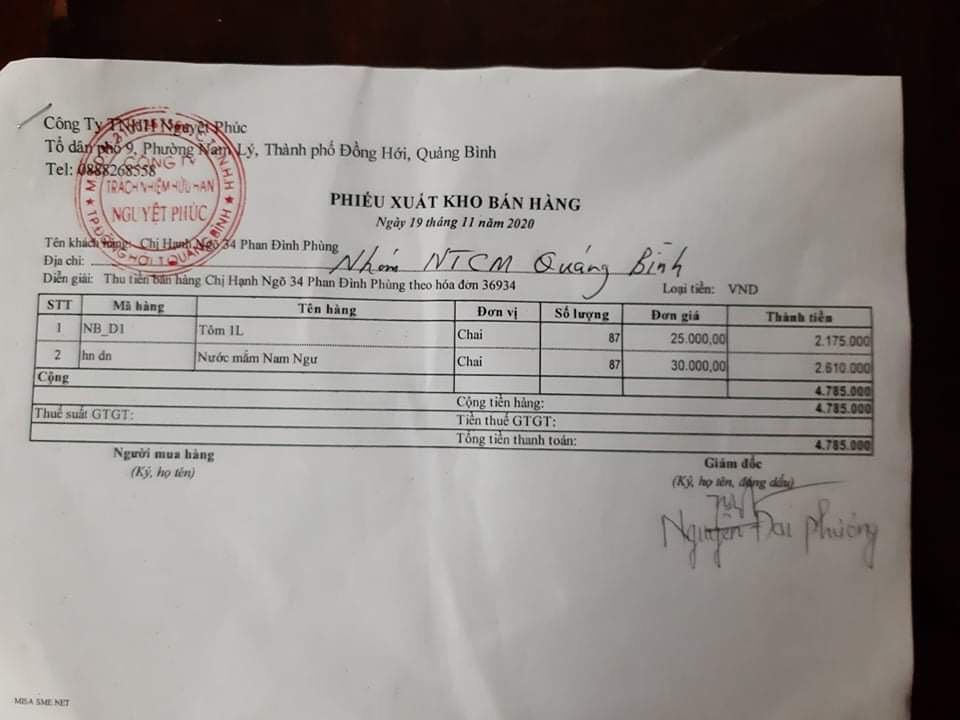 Công Ty TNHH Nguyệt Phúc
Tổ dân phố 9, Phường Nam Lý, Thành phố Đồng Hới, Quảng Bình
Tel: 0888268558
CÔNG TY
TRÁCH NHIỆM HỮU HẠN
NGUYỆT PHÚC
PHIẾU XUẤT KHO BÁN HÀNG
Ngày 19 tháng 11 năm 2020
Tên khách hàng: Chị Hạnh Ngõ 34 Phan Đình Phùng
Địa chỉ: Nhóm NTCM Quảng Bình
Diễn giải: Thu tiền bán hàng Chị Hạnh Ngõ 34 Phan Đình Phùng theo hóa đơn 36934
Loại tiền: VND
STT Mã hàng Tên hàng Đơn vị Số lượng Đơn giá Thành tiền
1 NB_D1 Tôm 1L Chai 87 25.000,00 2.175.000
2 hn dn Nước mắm Nam Ngư Chai 87 30.000,00 2.610.000
Cộng 4.785.000
Cộng tiền hàng: 4.785.000
Thuế suất GTGT: Tiền thuế GTGT:
Tổng tiền thanh toán: 4.785.000
Người mua hàng Giám đốc
(Ký, họ tên) (Ký, họ tên, đóng dấu)
Nguyễn Đại Phương
MISA SME.NET